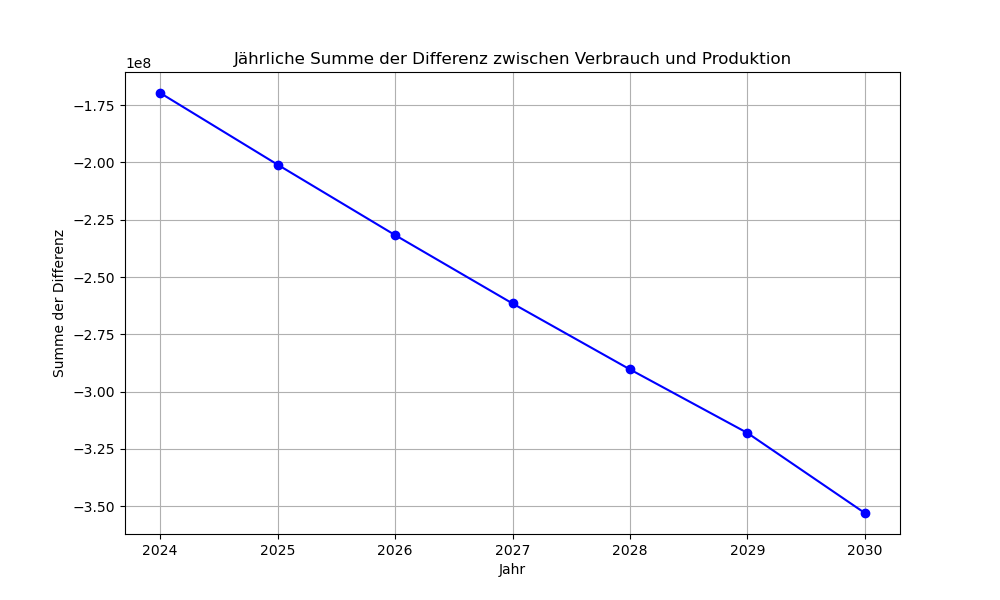 Jährliche Summe der Differenz zwischen Verbrauch und Produktion
1e8
−1.75
−2.00
−2.25
−2.50
−2.75
−3.00
−3.25
−3.50
Summe der Differenz
2024 2025 2026 2027 2028 2029 2030
Jahr